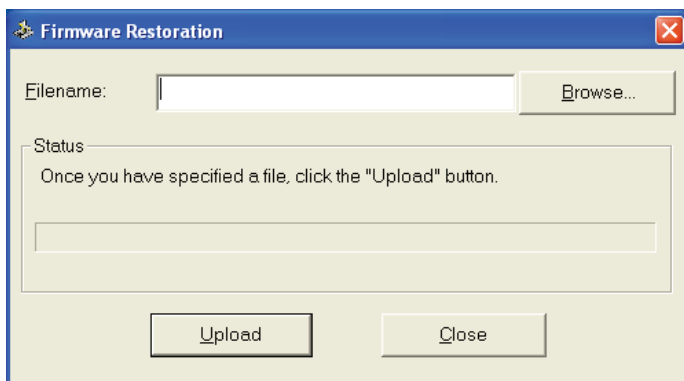 Firmware Restoration
Filename:
Browse...
Status
Once you have specified a file, click the "Upload" button.
Upload
Close